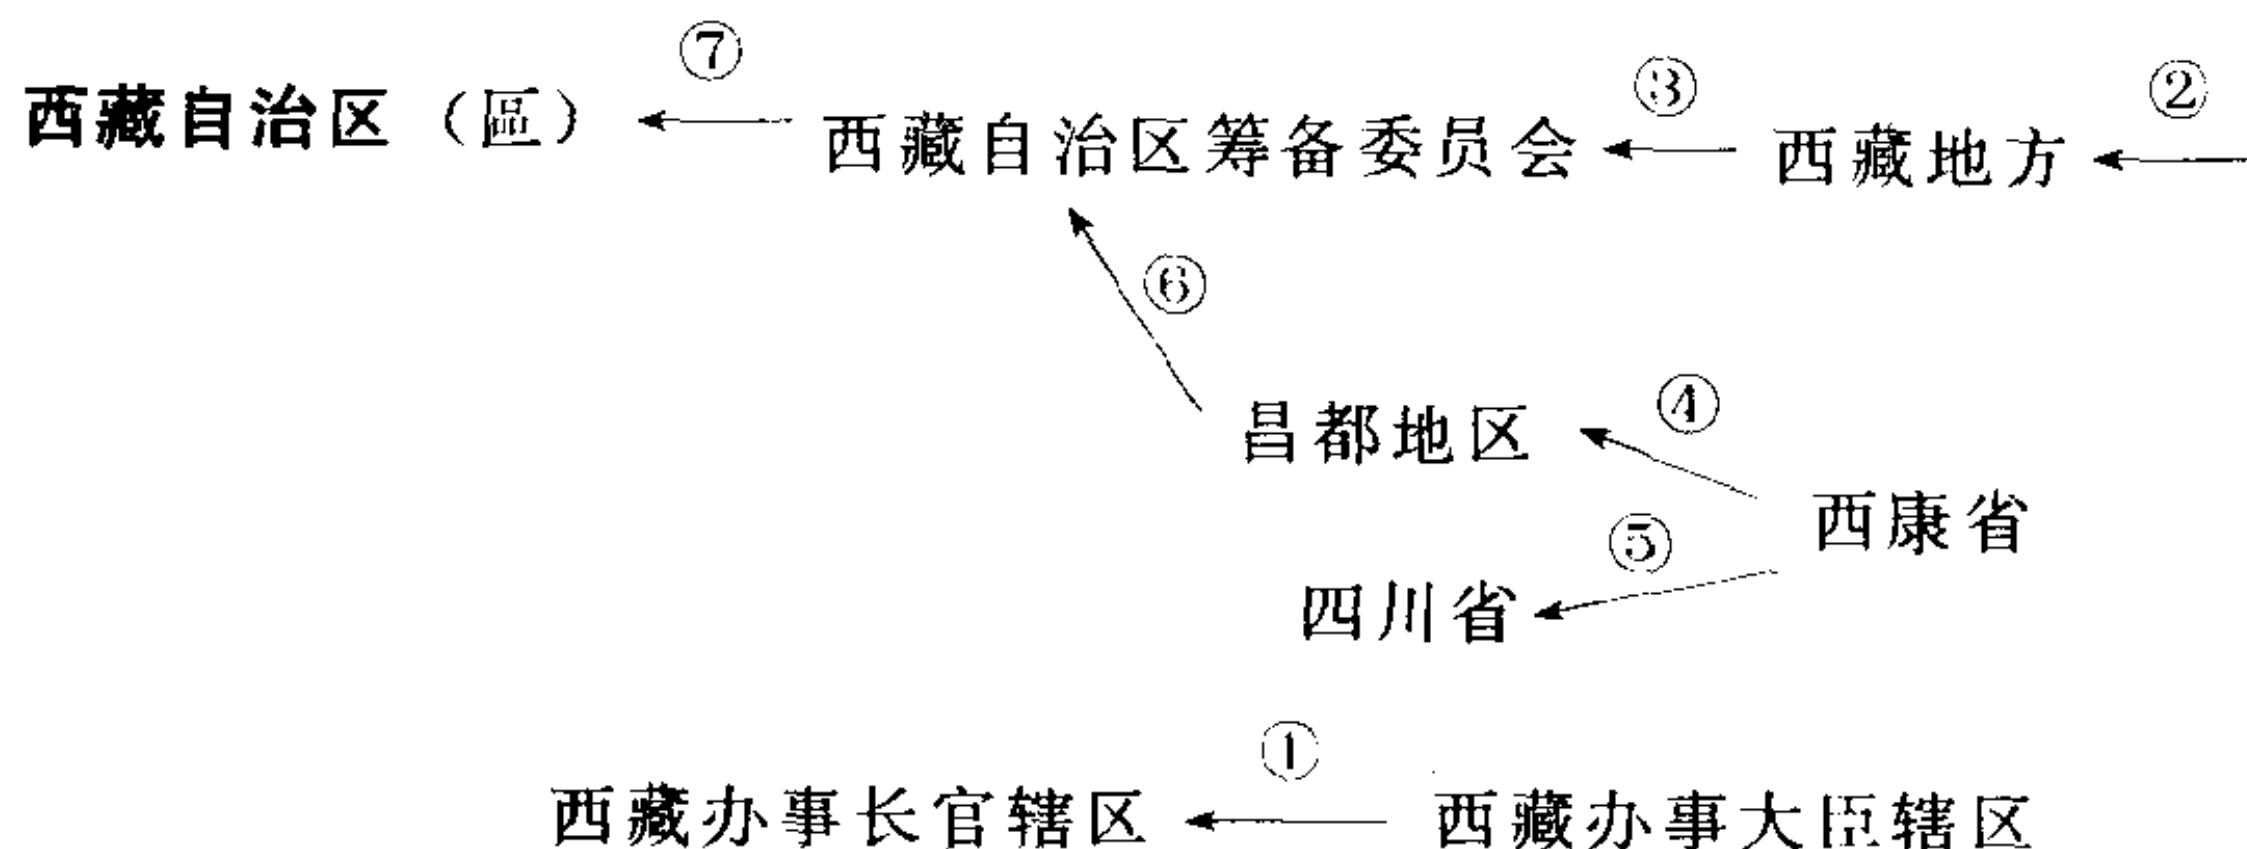 ⑦ ③ ②
西藏自治区（區） 西藏自治区筹备委员会 西藏地方
⑥
昌都地区 ④
西康省
⑤
四川省
①
西藏办事长官辖区 西藏办事大臣辖区